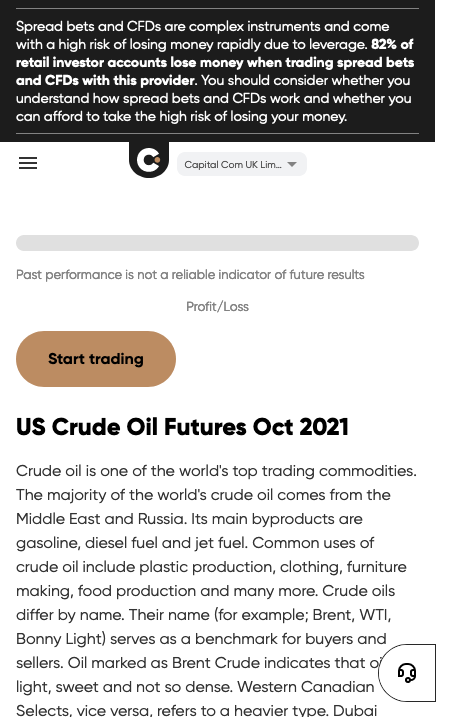 Spread bets and CFDs are complex instruments and come
with a high risk of losing money rapidly due to leverage. 82% of
retail investor accounts lose money when trading spread bets
and CFDs with this provider. You should consider whether you
understand how spread bets and CFDs work and whether you
can afford to take the high risk of losing your money.
Capital Com UK Lim...
Past performance is not a reliable indicator of future results
Profit/Loss
Start trading
US Crude Oil Futures Oct 2021
Crude oil is one of the world's top trading commodities.
The majority of the world's crude oil comes from the
Middle East and Russia. Its main byproducts are
gasoline, diesel fuel and jet fuel. Common uses of
crude oil include plastic production, clothing, furniture
making, food production and many more. Crude oils
differ by name. Their name (for example; Brent, WTI,
Bonny Light) serves as a benchmark for buyers and
sellers. Oil marked as Brent Crude indicates that
light, sweet and not so dense. Western Canadian
Selects, vice versa, refers to a heavier type. Dubai